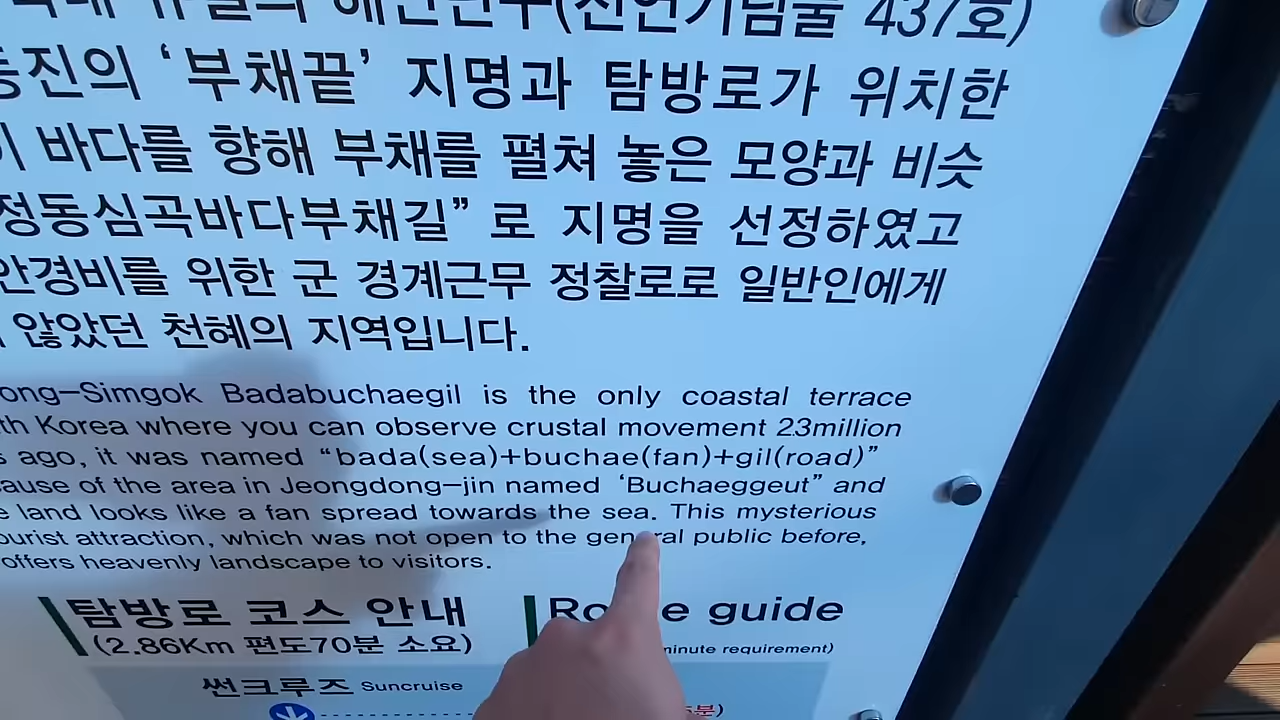 해안단구(천연기념물 437호)
동진의 ‘부채끝’ 지명과 탐방로가 위치한
이 바다를 향해 부채를 펼쳐 놓은 모양과 비슷
정동심곡바다부채길” 로 지명을 선정하였고
안경비를 위한 군 경계근무 정찰로로 일반인에게
않았던 천혜의 지역입니다.
ong-Simgok Badabuchaegil is the only coastal terrace
th Korea where you can observe crustal movement 23million
s ago, it was named “bada(sea)+buchae(fan)+gil(road)”
ause of the area in Jeongdong-jin named ‘Buchaeggeut” and
e land looks like a fan spread towards the sea. This mysterious
ourist attraction, which was not open to the general public before,
offers heavenly landscape to visitors.
탐방로 코스 안내
(2.86Km 편도70분 소요)
Route guide
minute requirement)
썬크루즈 Suncruise
분)